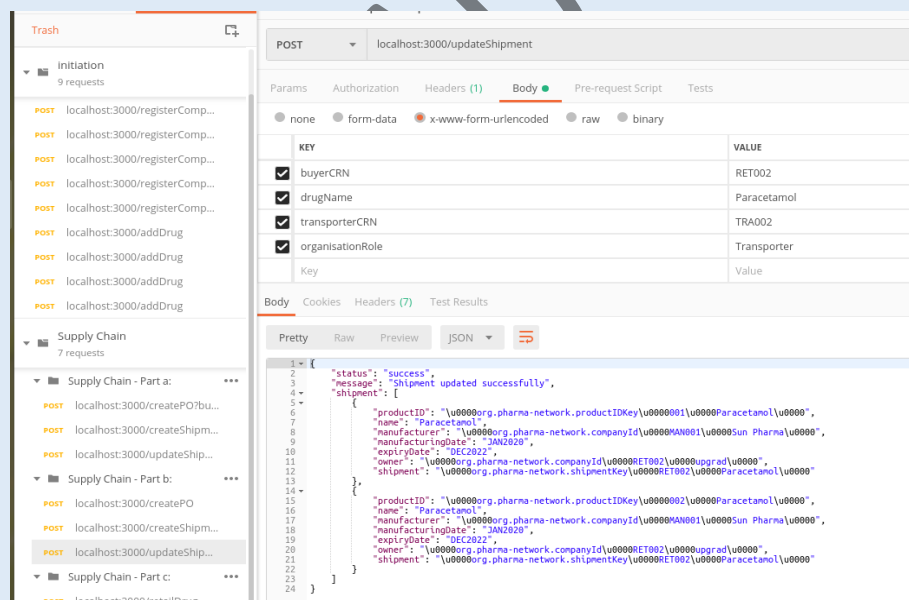 Trash
initiation
9 requests
POST localhost:3000/registerComp...
POST localhost:3000/registerComp...
POST localhost:3000/registerComp...
POST localhost:3000/registerComp...
POST localhost:3000/registerComp...
POST localhost:3000/addDrug
POST localhost:3000/addDrug
POST localhost:3000/addDrug
POST localhost:3000/addDrug
Supply Chain
7 requests
Supply Chain - Part a:
POST localhost:3000/createPO?bu...
POST localhost:3000/createShipm...
POST localhost:3000/updateShip...
Supply Chain - Part b:
POST localhost:3000/createPO
POST localhost:3000/createShipm...
POST localhost:3000/updateShip...
Supply Chain - Part c:
POST localhost:3000/updateShipment
Params Authorization Headers (1) Body Pre-request Script Tests
none form-data x-www-form-urlencoded raw binary
KEY VALUE
buyerCRN RET002
drugName Paracetamol
transporterCRN TRA002
organisationRole Transporter
Key Value
Body Cookies Headers (7) Test Results
Pretty Raw Preview JSON
1 {
2 "status": "success",
3 "message": "Shipment updated successfully",
4 "shipment": [
5 {
6 "productID": "\u0000org.pharma-network.productIDKey\u0000001\u0000Paracetamol\u0000",
7 "name": "Paracetamol",
8 "manufacturer": "\u0000org.pharma-network.companyId\u0000MAN001\u0000Sun Pharma\u0000",
9 "manufacturingDate": "JAN2020",
10 "expiryDate": "DEC2022",
11 "owner": "\u0000org.pharma-network.companyId\u0000RET002\u0000upgrad\u0000",
12 "shipment": "\u0000org.pharma-network.shipmentKey\u0000RET002\u0000Paracetamol\u0000"
13 },
14 {
15 "productID": "\u0000org.pharma-network.productIDKey\u0000002\u0000Paracetamol\u0000",
16 "name": "Paracetamol",
17 "manufacturer": "\u0000org.pharma-network.companyId\u0000MAN001\u0000Sun Pharma\u0000",
18 "manufacturingDate": "JAN2020",
19 "expiryDate": "DEC2022",
20 "owner": "\u0000org.pharma-network.companyId\u0000RET002\u0000upgrad\u0000",
21 "shipment": "\u0000org.pharma-network.shipmentKey\u0000RET002\u0000Paracetamol\u0000"
22 }
23 ]
24 }